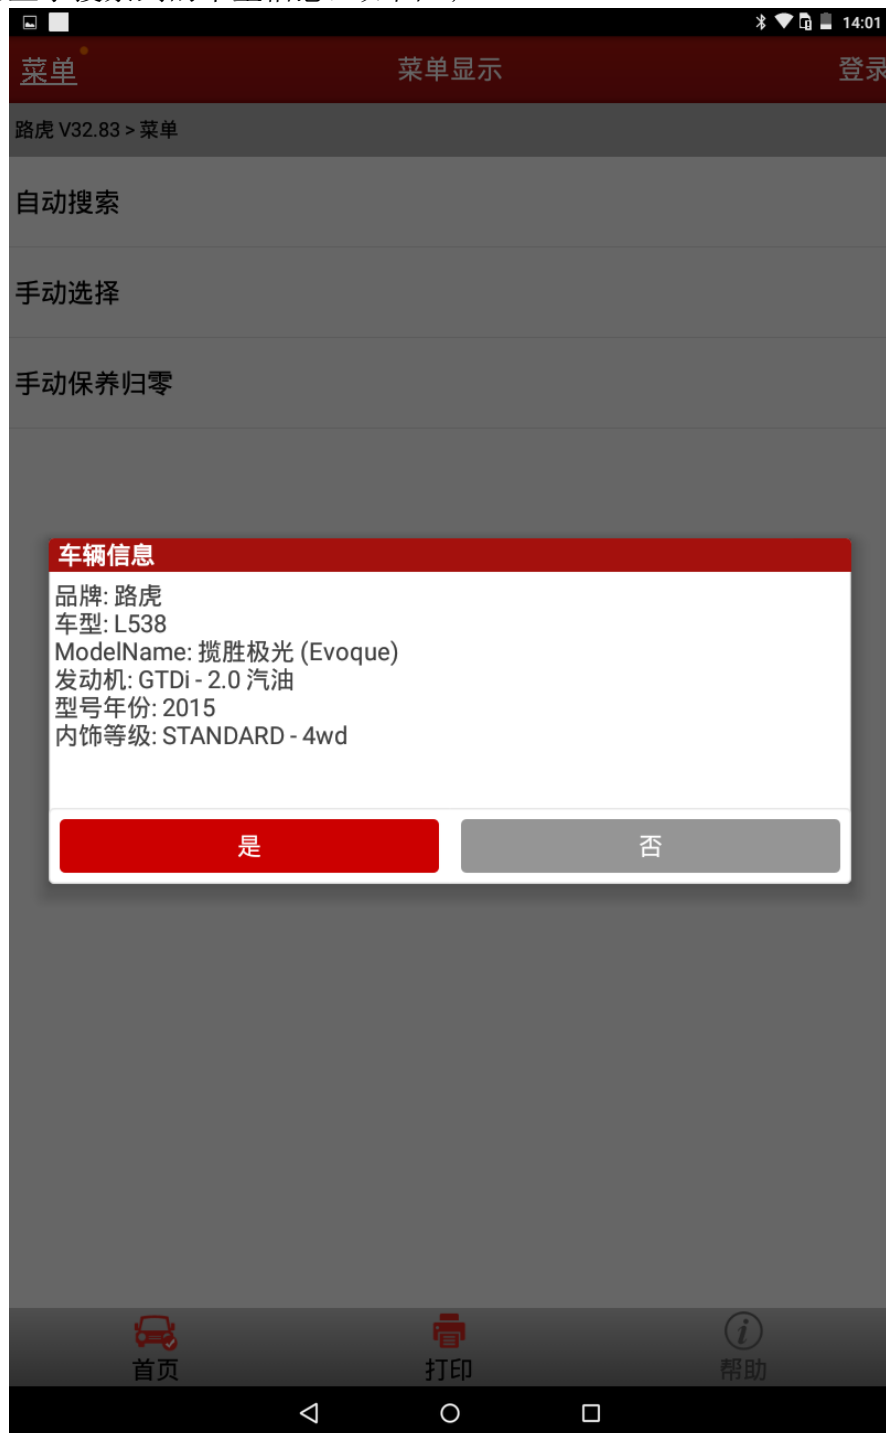 14:01
菜单 菜单显示 登录
路虎 V32.83 > 菜单
自动搜索
手动选择
手动保养归零
车辆信息
品牌: 路虎
车型: L538
ModelName: 揽胜极光 (Evoque)
发动机: GTDi - 2.0 汽油
型号年份: 2015
内饰等级: STANDARD - 4wd
是 否
首页 打印 帮助